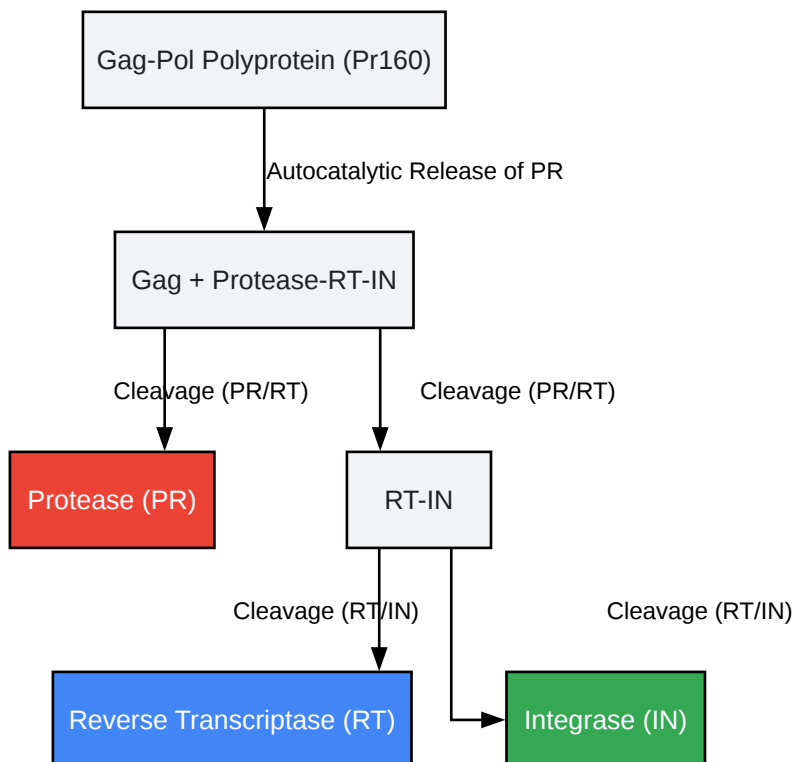 Gag-Pol Polyprotein (Pr160)
Autocatalytic Release of PR
Gag + Protease-RT-IN
Cleavage (PR/RT)
Cleavage (PR/RT)
Protease (PR)
RT-IN
Cleavage (RT/IN)
Cleavage (RT/IN)
Reverse Transcriptase (RT)
Integrase (IN)